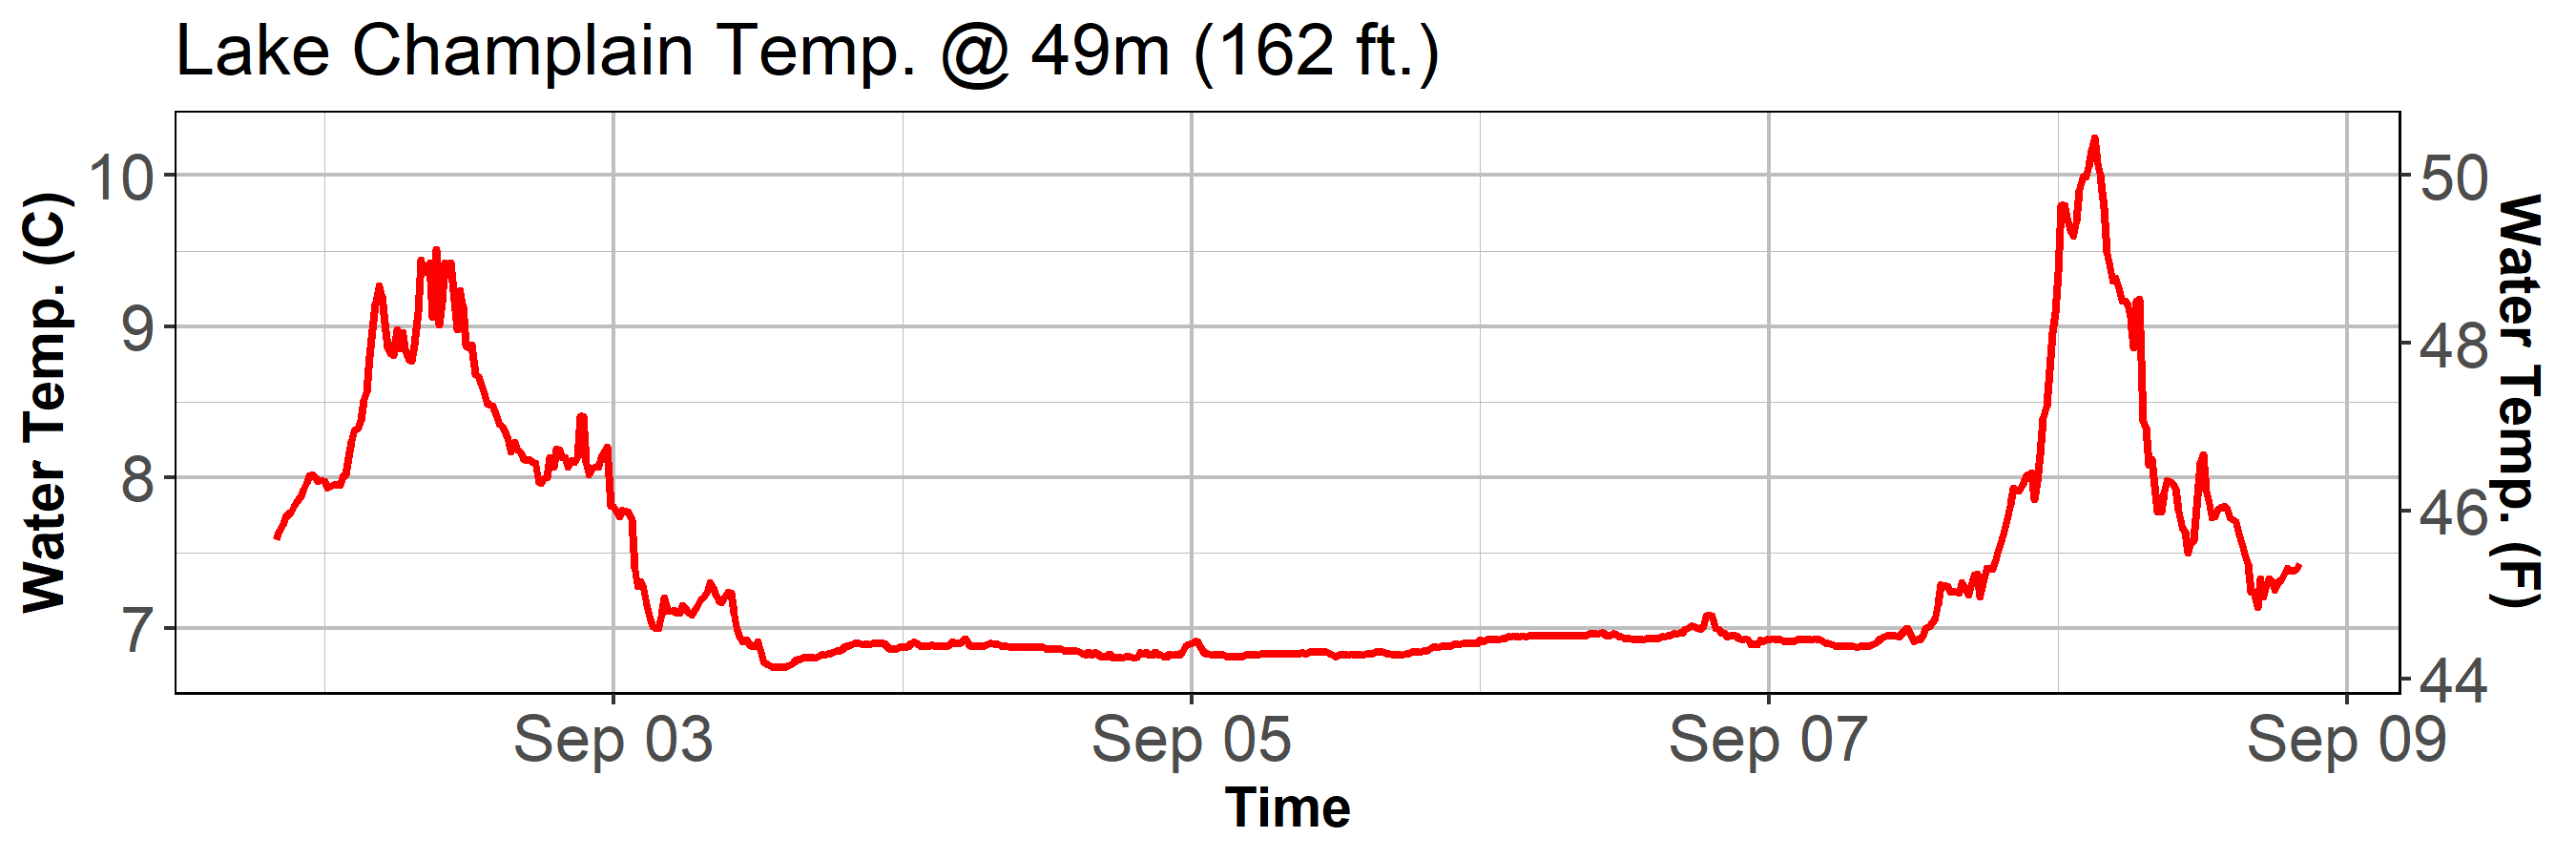 Lake Champlain Temp. @ 49m (162 ft.)
Water Temp. (C)
10
9
8
7
50
48
46
44
Water Temp. (F)
Sep 03 Sep 05 Sep 07 Sep 09
Time